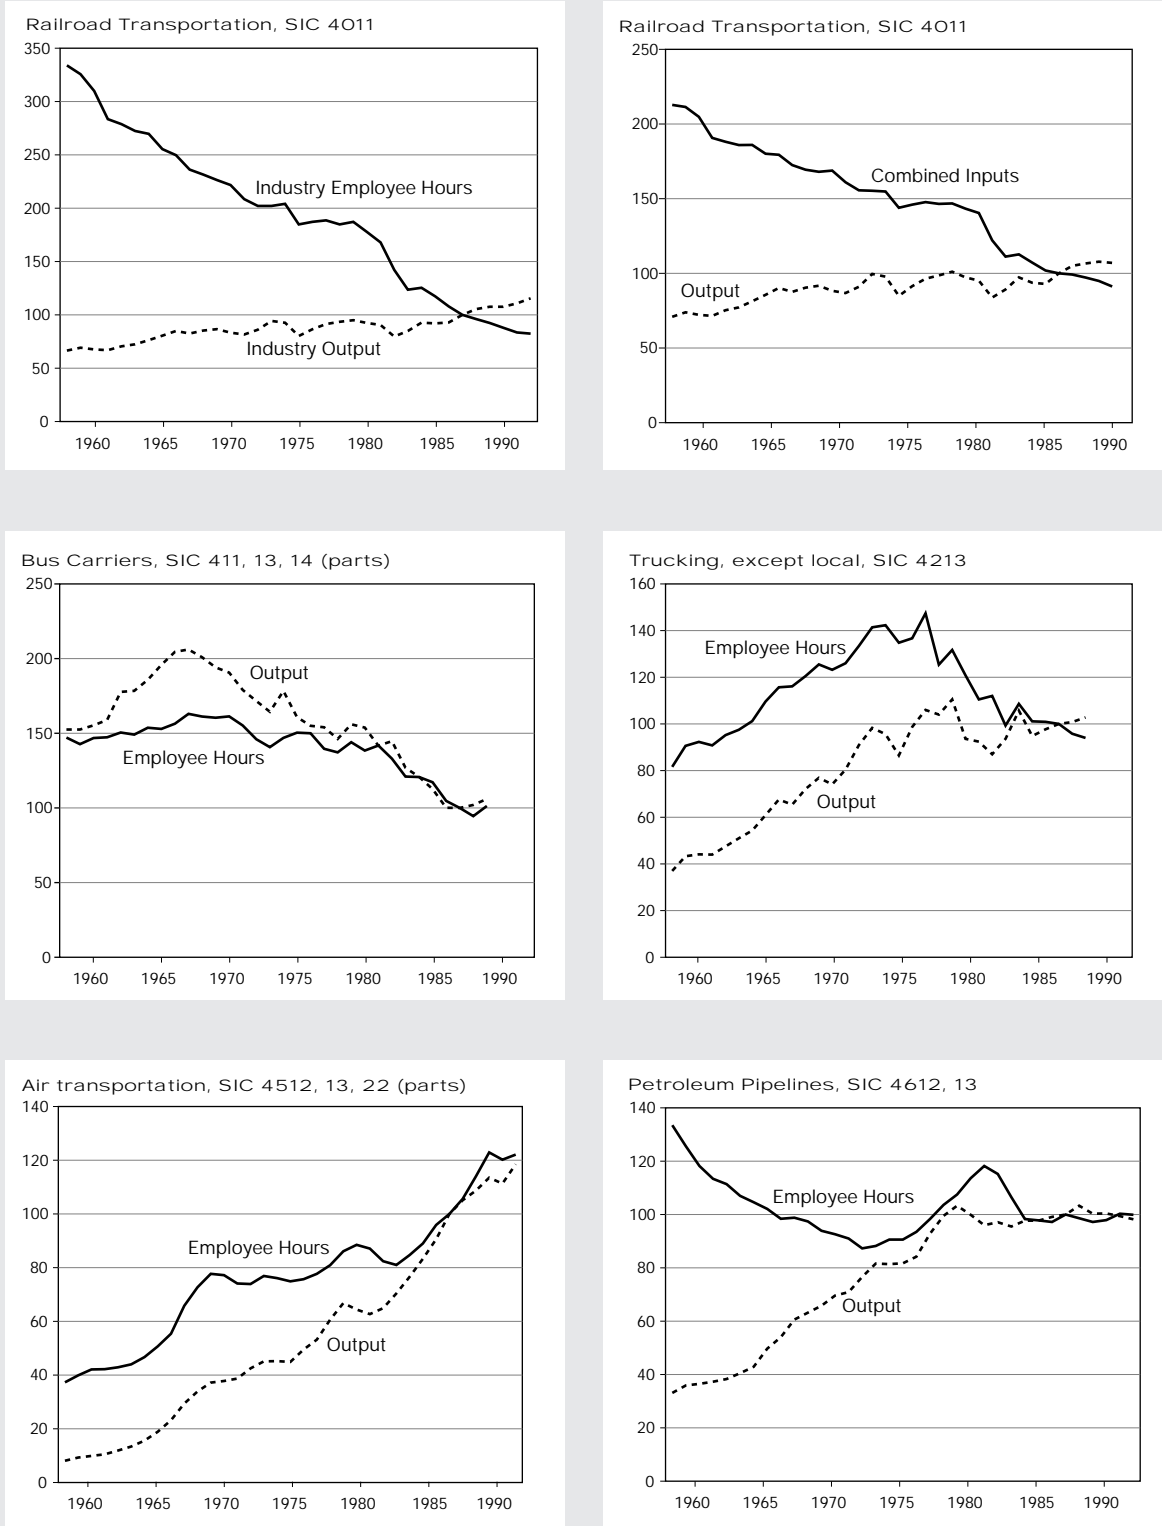 Railroad Transportation, SIC 4011
350
300
250
200
150
100
50
0
Industry Employee Hours
Industry Output
1960 1965 1970 1975 1980 1985 1990
Railroad Transportation, SIC 4011
250
200
150
100
50
0
Combined Inputs
Output
1960 1965 1970 1975 1980 1985 1990
Bus Carriers, SIC 411, 13, 14 (parts)
250
200
150
100
50
0
Output
Employee Hours
1960 1965 1970 1975 1980 1985 1990
Trucking, except local, SIC 4213
160
140
120
100
80
60
40
20
0
Employee Hours
Output
1960 1965 1970 1975 1980 1985 1990
Air transportation, SIC 4512, 13, 22 (parts)
140
120
100
80
60
40
20
0
Employee Hours
Output
1960 1965 1970 1975 1980 1985 1990
Petroleum Pipelines, SIC 4612, 13
140
120
100
80
60
40
20
0
Employee Hours
Output
1960 1965 1970 1975 1980 1985 1990